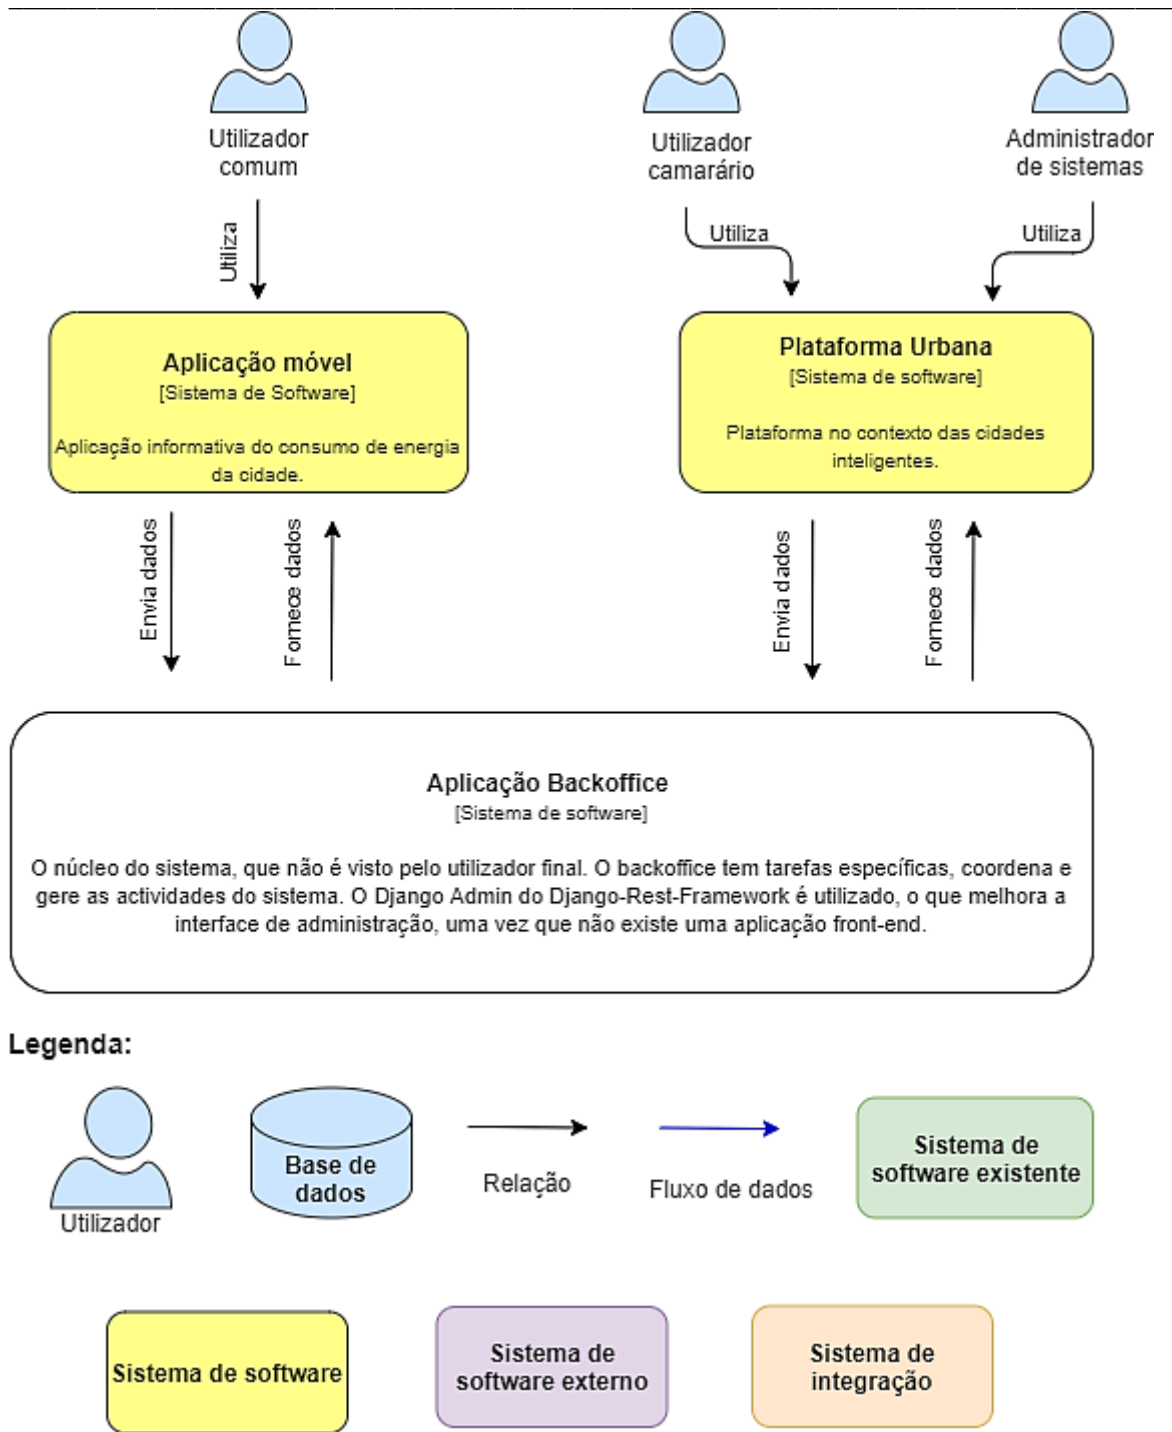 Utilizador
comum
Utilizador
camarário
Administrador
de sistemas
Utiliza
Utiliza
Utiliza
Aplicação móvel
[Sistema de Software]
Aplicação informativa do consumo de energia
da cidade.
Plataforma Urbana
[Sistema de software]
Plataforma no contexto das cidades
inteligentes.
Envia dados
Fornece dados
Envia dados
Fornece dados
Aplicação Backoffice
[Sistema de software]
O núcleo do sistema, que não é visto pelo utilizador final. O backoffice tem tarefas específicas, coordena e
gere as actividades do sistema. O Django Admin do Django-Rest-Framework é utilizado, o que melhora a
interface de administração, uma vez que não existe uma aplicação front-end.
Legenda:
Utilizador
Base de
dados
Relação
Fluxo de dados
Sistema de
software existente
Sistema de software
Sistema de
software externo
Sistema de
integração